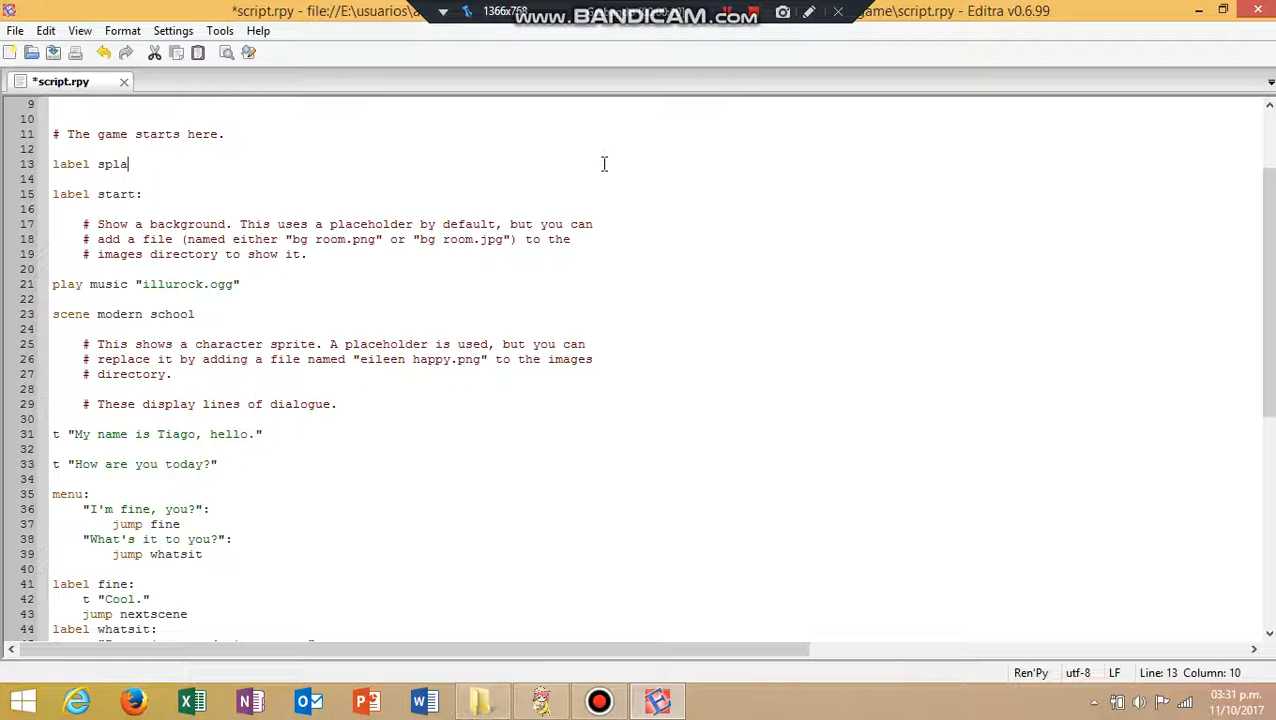 *script.rpy - file://E:\usuarios\a
1366x758
www.BANDICAM.com
game\script.rpy - Editra v0.6.99
File Edit View Format Settings Tools Help
*script.rpy
9
10
11 # The game starts here.
12
13 label spla
14
15 label start:
16
17 # Show a background. This uses a placeholder by default, but you can
18 # add a file (named either "bg room.png" or "bg room.jpg") to the
19 # images directory to show it.
20
21 play music "illurock.ogg"
22
23 scene modern school
24
25 # This shows a character sprite. A placeholder is used, but you can
26 # replace it by adding a file named "eileen happy.png" to the images
27 # directory.
28
29 # These display lines of dialogue.
30
31 t "My name is Tiago, hello."
32
33 t "How are you today?"
34
35 menu:
36 "I'm fine, you?":
37 jump fine
38 "What's it to you?":
39 jump whatsit
40
41 label fine:
42 t "Cool."
43 jump nextscene
44 label whatsit:
Ren'Py utf-8 LF Line: 13 Column: 10
03:31 p.m.
11/10/2017